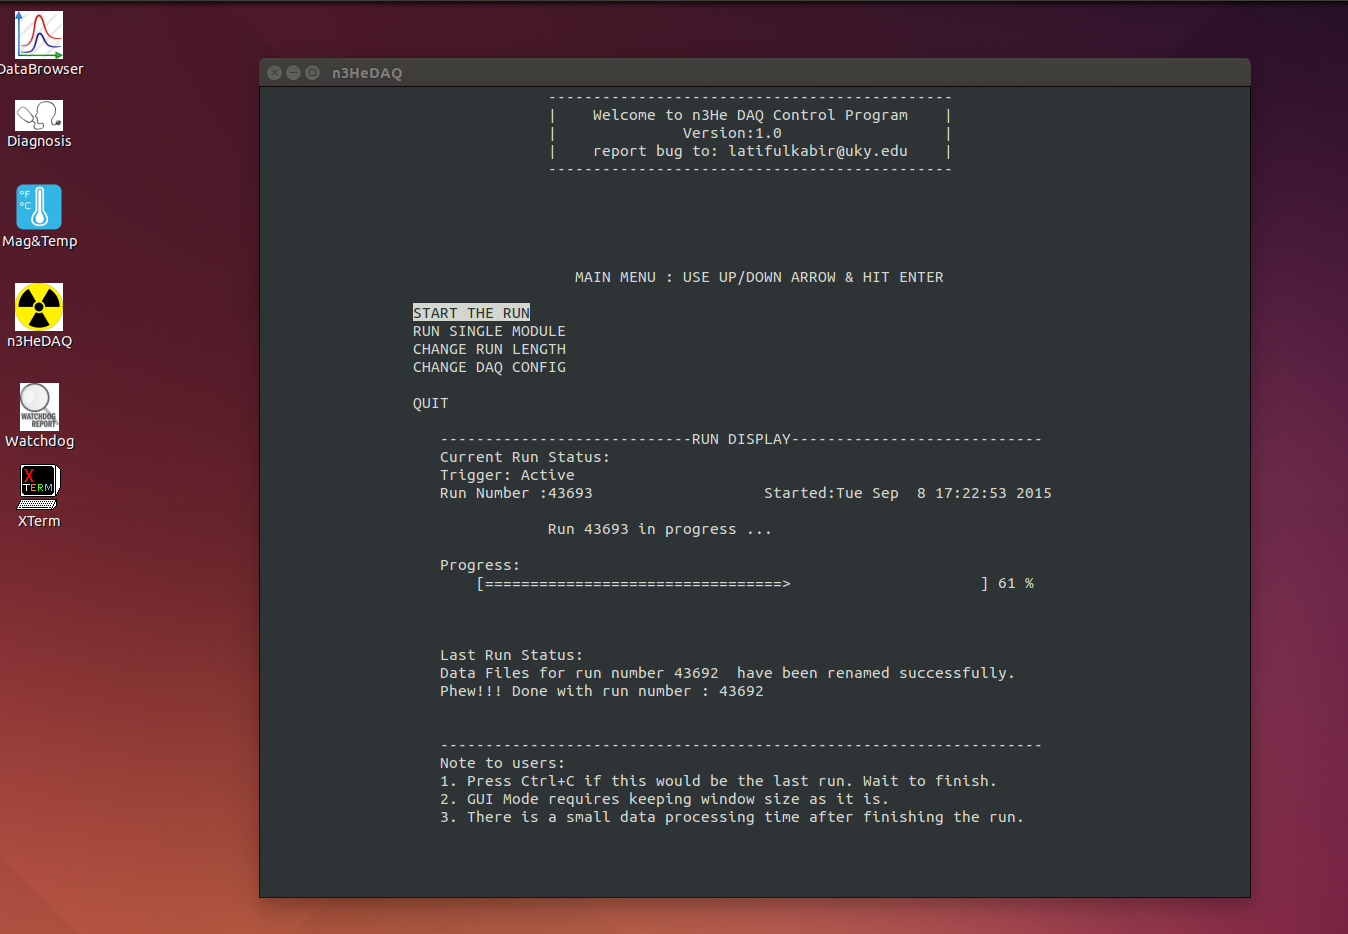 DataBrowser
Diagnosis
°F
°C
Mag&Temp
n3HeDAQ
WATCHDOG
REPORT
Watchdog
X
TERM
XTerm
n3HeDAQ
---------------------------------------------
|    Welcome to n3He DAQ Control Program    |
|              Version:1.0                  |
|    report bug to: latifulkabir@uky.edu    |
---------------------------------------------
MAIN MENU : USE UP/DOWN ARROW & HIT ENTER
START THE RUN
RUN SINGLE MODULE
CHANGE RUN LENGTH
CHANGE DAQ CONFIG
QUIT
----------------------------RUN DISPLAY----------------------------
Current Run Status:
Trigger: Active
Run Number :43693                   Started:Tue Sep  8 17:22:53 2015
Run 43693 in progress ...
Progress:
[=================================>                     ] 61 %
Last Run Status:
Data Files for run number 43692  have been renamed successfully.
Phew!!! Done with run number : 43692
-------------------------------------------------------------------
Note to users:
1. Press Ctrl+C if this would be the last run. Wait to finish.
2. GUI Mode requires keeping window size as it is.
3. There is a small data processing time after finishing the run.